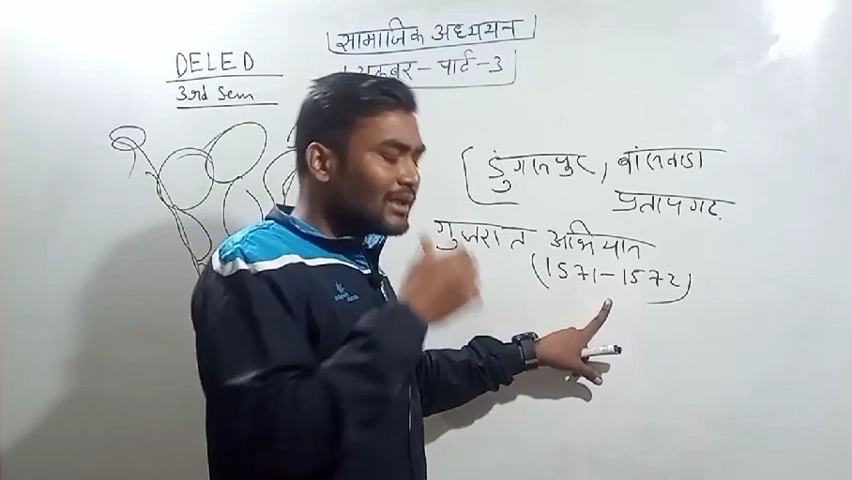 DELED
3rd Sem
सामाजिक अध्ययन
अकबर - पार्ट - 3
डुंगरपुर, बांसवाडा
प्रतापगढ.
गुजरात अभियान
(1571-1572)